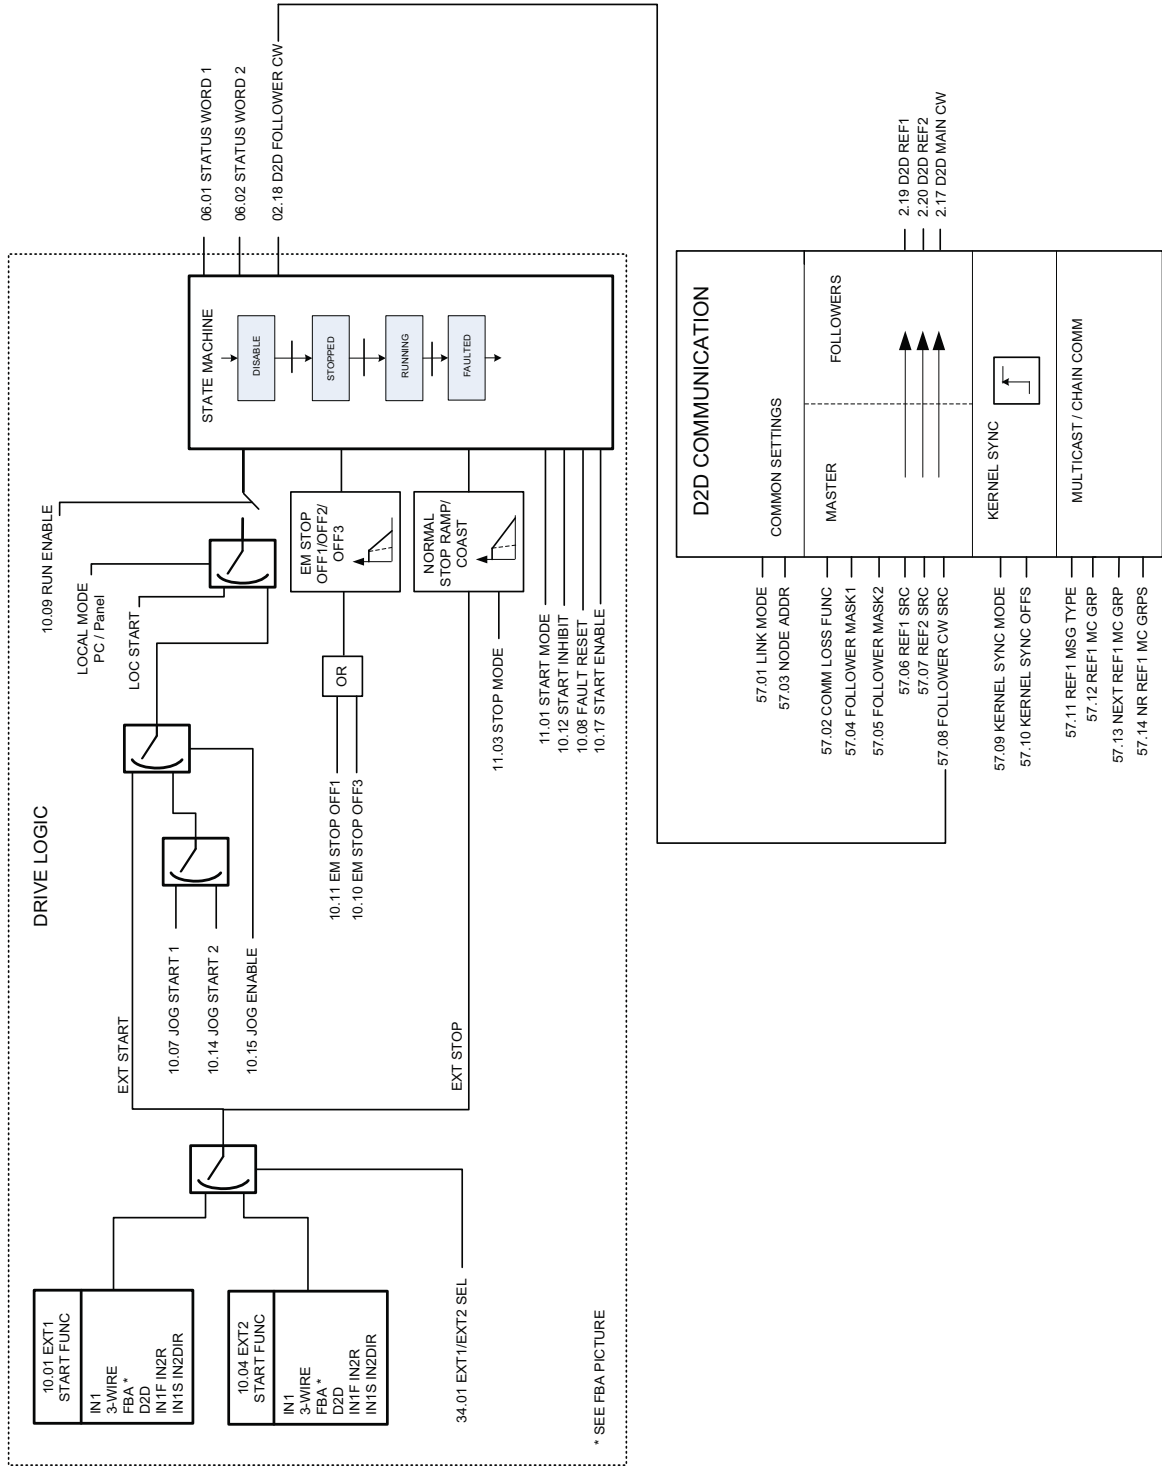 DRIVE LOGIC
10.01 EXT1
START FUNC
IN1
3-WIRE
FBA *
D2D
IN1F IN2R
IN1S IN2DIR
10.04 EXT2
START FUNC
IN1
3-WIRE
FBA *
D2D
IN1F IN2R
IN1S IN2DIR
34.01 EXT1/EXT2 SEL
* SEE FBA PICTURE
EXT START
10.07 JOG START 1
10.14 JOG START 2
10.15 JOG ENABLE
EXT STOP
10.09 RUN ENABLE
LOCAL MODE
PC / Panel
LOC START
10.11 EM STOP OFF1
10.10 EM STOP OFF3
OR
EM STOP
OFF1/OFF2/
OFF3
NORMAL
STOP RAMP/
COAST
11.03 STOP MODE
11.01 START MODE
10.12 START INHIBIT
10.08 FAULT RESET
10.17 START ENABLE
STATE MACHINE
DISABLE
STOPPED
RUNNING
FAULTED
06.01 STATUS WORD 1
06.02 STATUS WORD 2
02.18 D2D FOLLOWER CW
D2D COMMUNICATION
57.01 LINK MODE
57.03 NODE ADDR
COMMON SETTINGS
57.02 COMM LOSS FUNC
57.04 FOLLOWER MASK1
57.05 FOLLOWER MASK2
57.06 REF1 SRC
57.07 REF2 SRC
57.08 FOLLOWER CW SRC
MASTER
FOLLOWERS
2.19 D2D REF1
2.20 D2D REF2
2.17 D2D MAIN CW
57.09 KERNEL SYNC MODE
57.10 KERNEL SYNC OFFS
KERNEL SYNC
57.11 REF1 MSG TYPE
57.12 REF1 MC GRP
57.13 NEXT REF1 MC GRP
57.14 NR REF1 MC GRPS
MULTICAST / CHAIN COMM